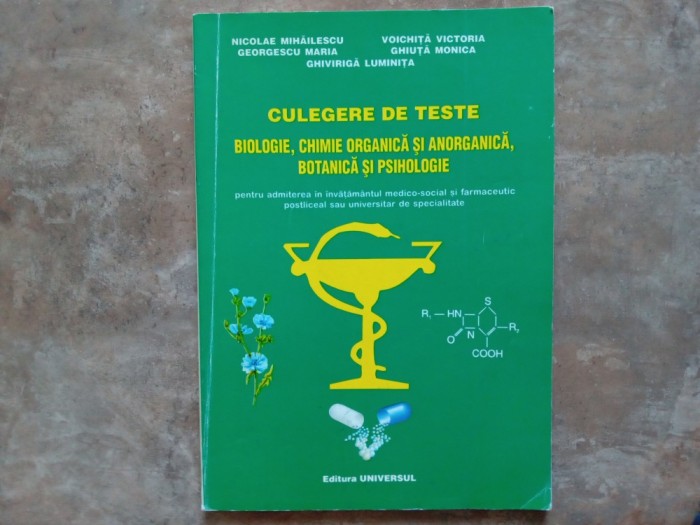 NICOLAE MIHĂILESCU VOICHIȚĂ VICTORIA
GEORGESCU MARIA GHIUȚĂ MONICA
GHIVIRIGĂ LUMINIȚA
CULEGERE DE TESTE
BIOLOGIE, CHIMIE ORGANICĂ ȘI ANORGANICĂ,
BOTANICĂ ȘI PSIHOLOGIE
pentru admiterea în învățământul medico-social și farmaceutic
postliceal sau universitar de specialitate
S
R₁ — HN
N
R₂
O
COOH
Editura UNIVERSUL